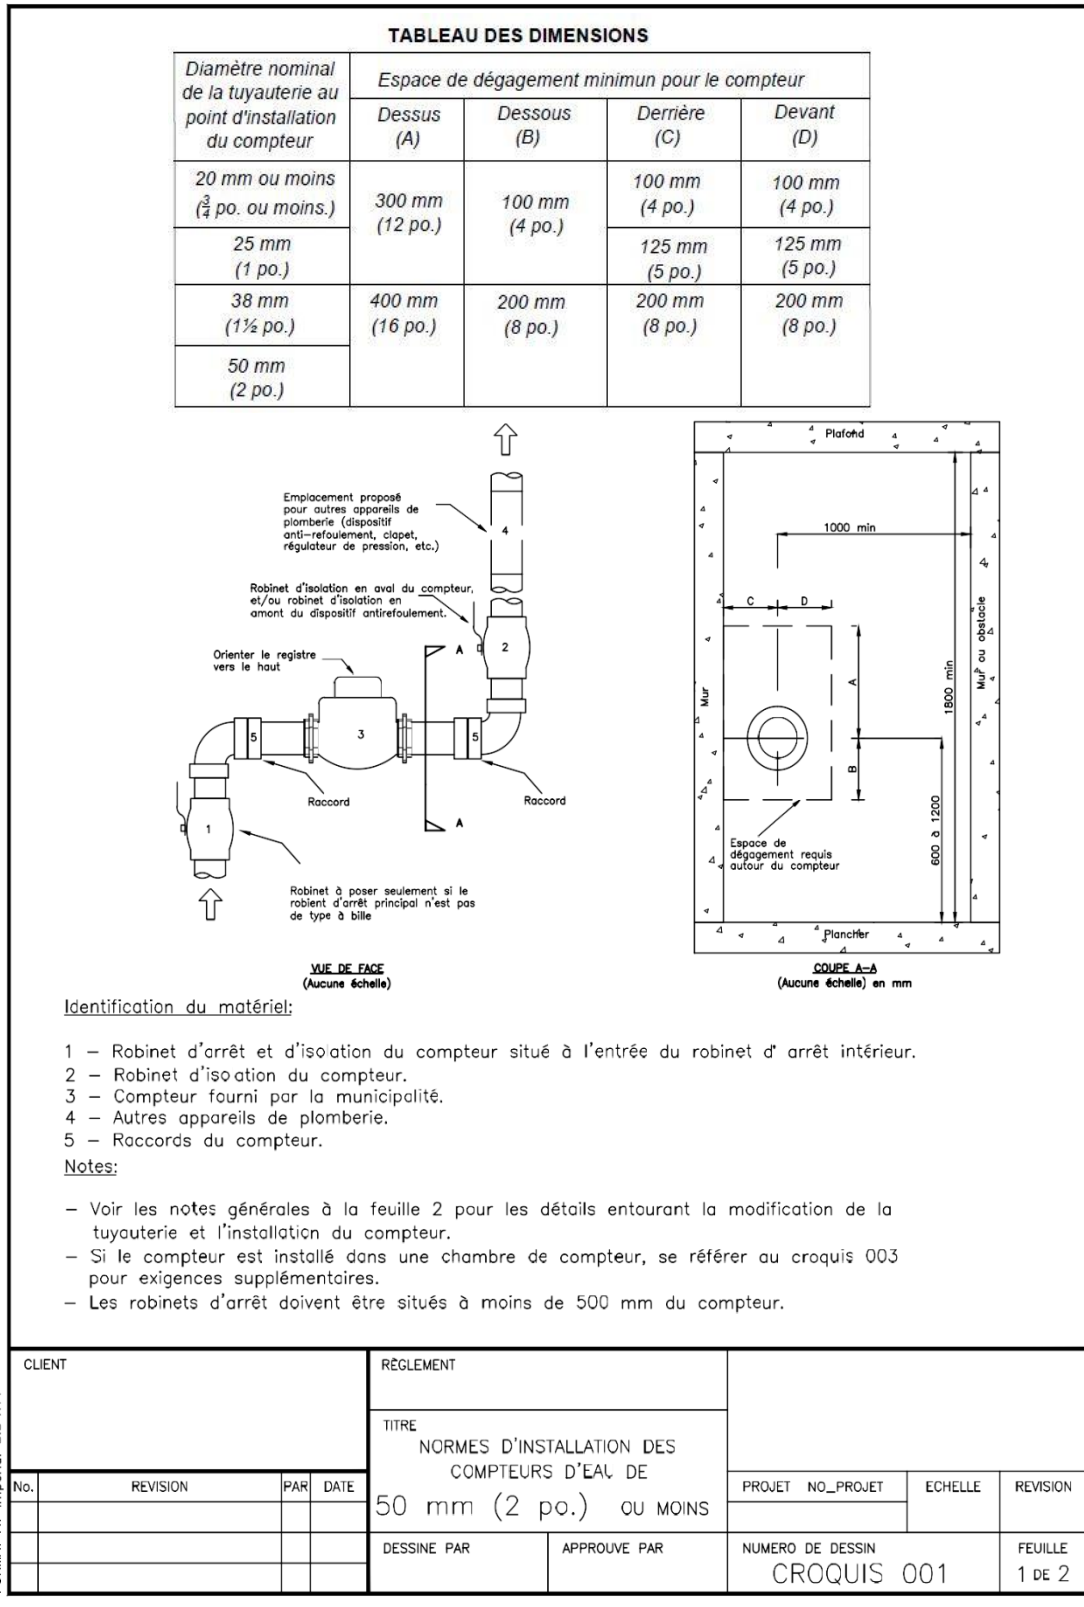 TABLEAU DES DIMENSIONS
Diamètre nominal
de la tuyauterie au
point d'installation
du compteur
Espace de dégagement minimun pour le compteur
Dessus
(A)
Dessous
(B)
Derrière
(C)
Devant
(D)
20 mm ou moins
(¾ po. ou moins.)
300 mm
(12 po.)
100 mm
(4 po.)
100 mm
(4 po.)
100 mm
(4 po.)
25 mm
(1 po.)
125 mm
(5 po.)
125 mm
(5 po.)
38 mm
(1½ po.)
400 mm
(16 po.)
200 mm
(8 po.)
200 mm
(8 po.)
200 mm
(8 po.)
50 mm
(2 po.)
Emplacement proposé
pour autres appareils de
plomberie (dispositif
anti-refoulement, clapet,
régulateur de pression, etc.)
4
Robinet d'isolation en aval du compteur,
et/ou robinet d'isolation en
amont du dispositif antirefoulement.
A
2
Orienter le registre
vers le haut
5
3
5
Raccord
Raccord
A
1
Robinet à poser seulement si le
robient d'arrêt principal n'est pas
de type à bille
VUE DE FACE
(Aucune échelle)
Plafond
1000 min
C
D
A
B
Mur
Mur ou obstacle
1800 min
600 à 1200
Espace de
dégagement requis
autour du compteur
Plancher
COUPE A-A
(Aucune échelle) en mm
Identification du matériel:
1 – Robinet d'arrêt et d'isolation du compteur situé à l'entrée du robinet d' arrêt intérieur.
2 – Robinet d'isolation du compteur.
3 – Compteur fourni par la municipalité.
4 – Autres appareils de plomberie.
5 – Raccords du compteur.
Notes:
– Voir les notes générales à la feuille 2 pour les détails entourant la modification de la
tuyauterie et l'installation du compteur.
– Si le compteur est installé dans une chambre de compteur, se référer au croquis 003
pour exigences supplémentaires.
– Les robinets d'arrêt doivent être situés à moins de 500 mm du compteur.
CLIENT
RÈGLEMENT
TITRE
NORMES D'INSTALLATION DES
COMPTEURS D'EAU DE
50 mm (2 po.) OU MOINS
No.
REVISION
PAR
DATE
PROJET NO_PROJET
ECHELLE
REVISION
DESSINE PAR
APPROUVE PAR
NUMERO DE DESSIN
CROQUIS 001
FEUILLE
1 DE 2